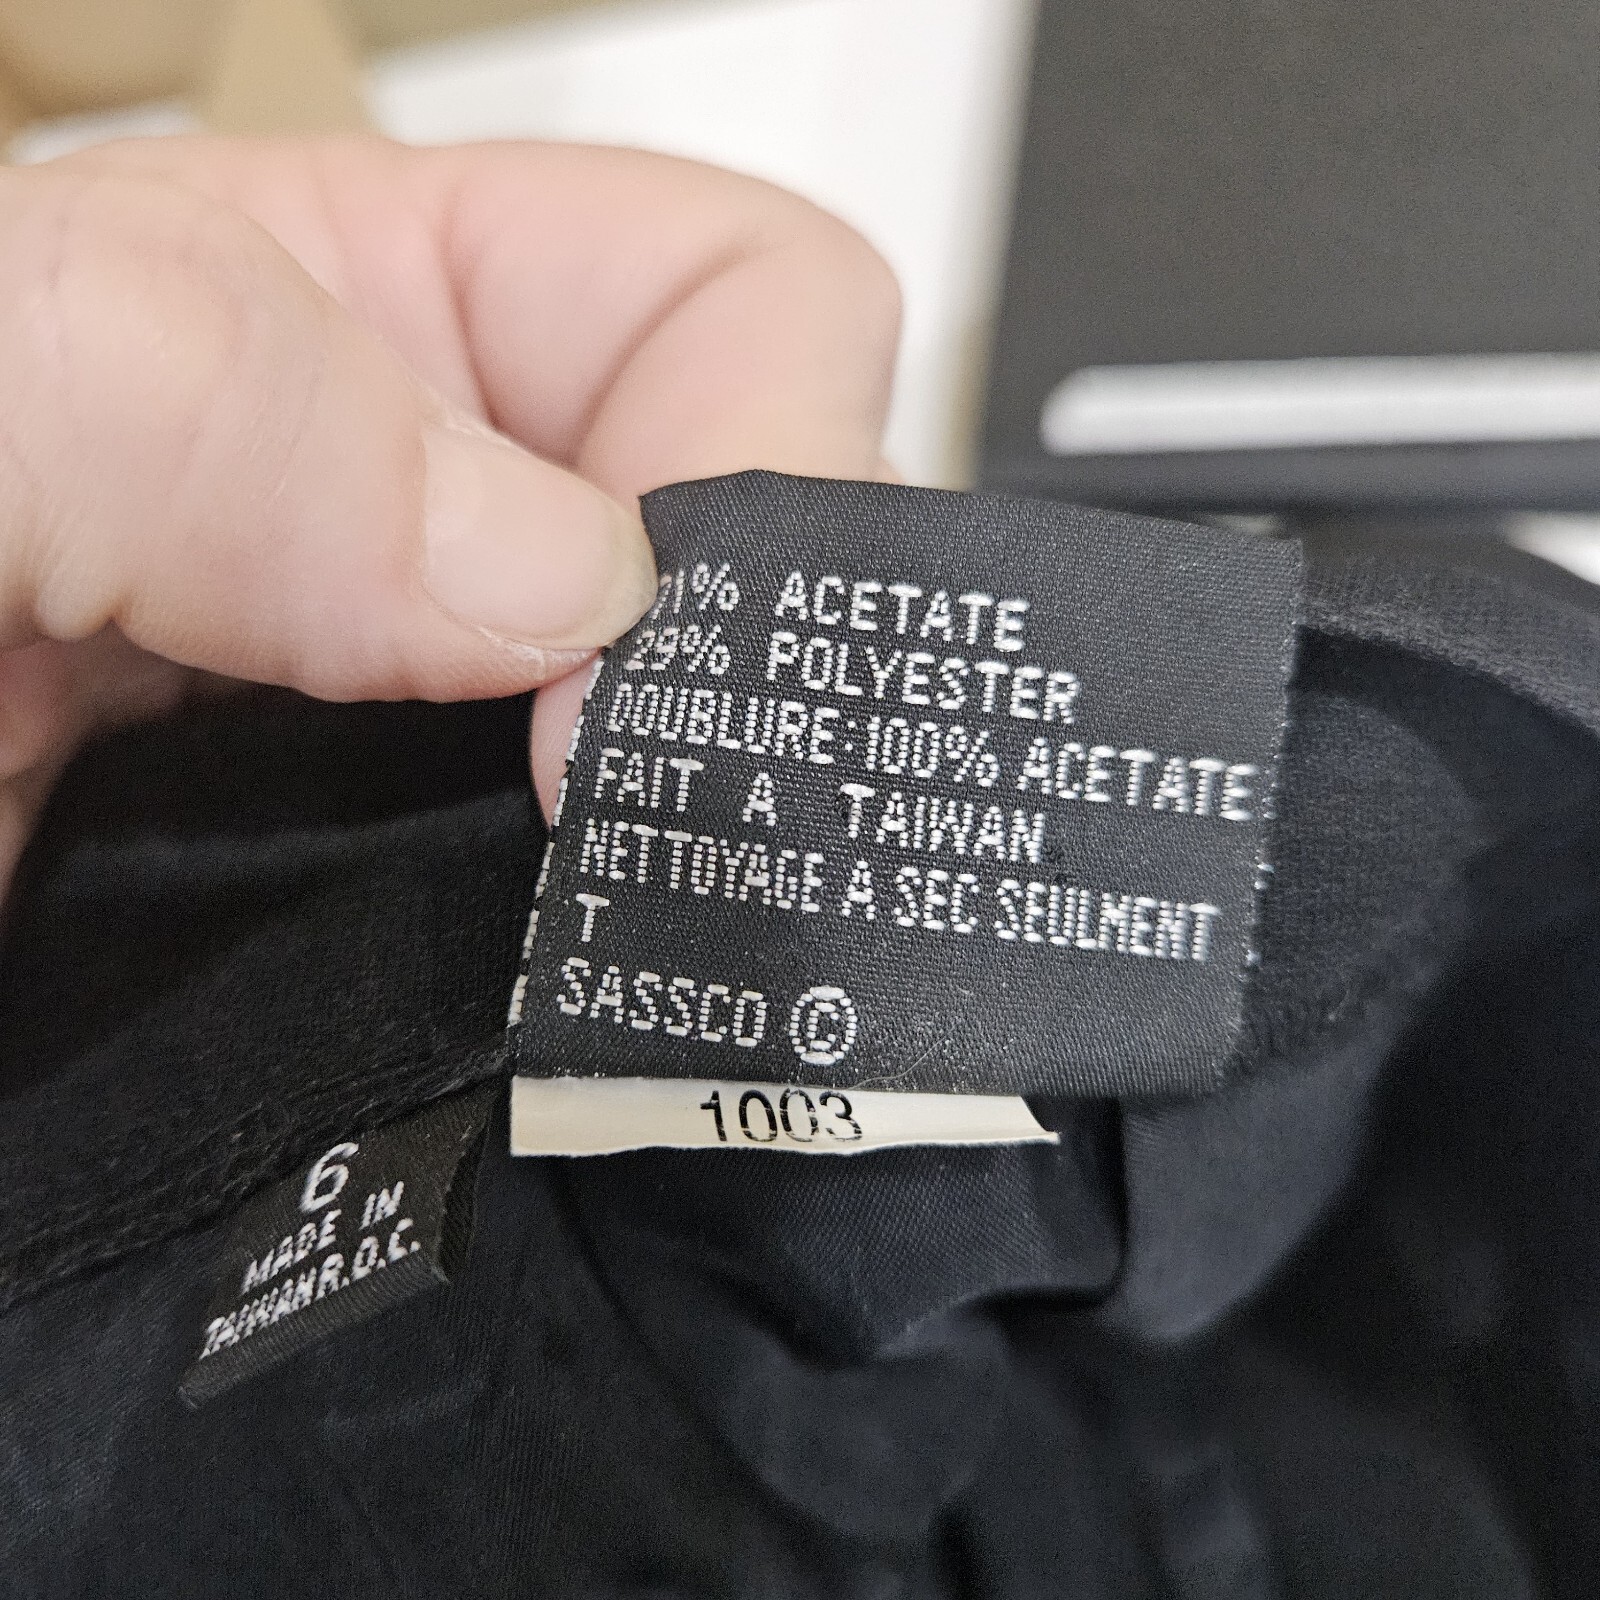 % ACETATE
29% POLYESTER
DOUBLURE:100% ACETATE
FAIT A TAIWAN
NETTOYAGE A SEC SEULMENT
T
SASSCO ©
1003
6
MADE IN
TAIWAN R.O.C.